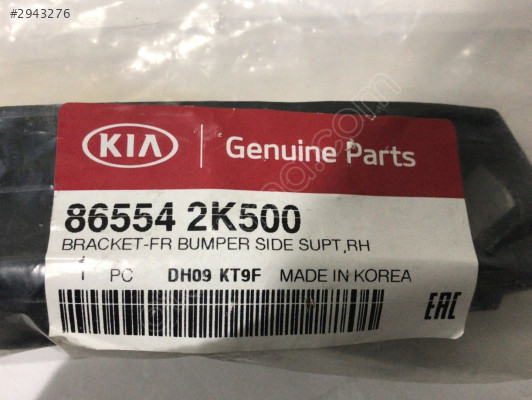 #2943276
KIA Genuine Parts
86554 2K500
BRACKET-FR BUMPER SIDE SUPT,RH
1 PC DH09 KT9F MADE IN KOREA
EAC